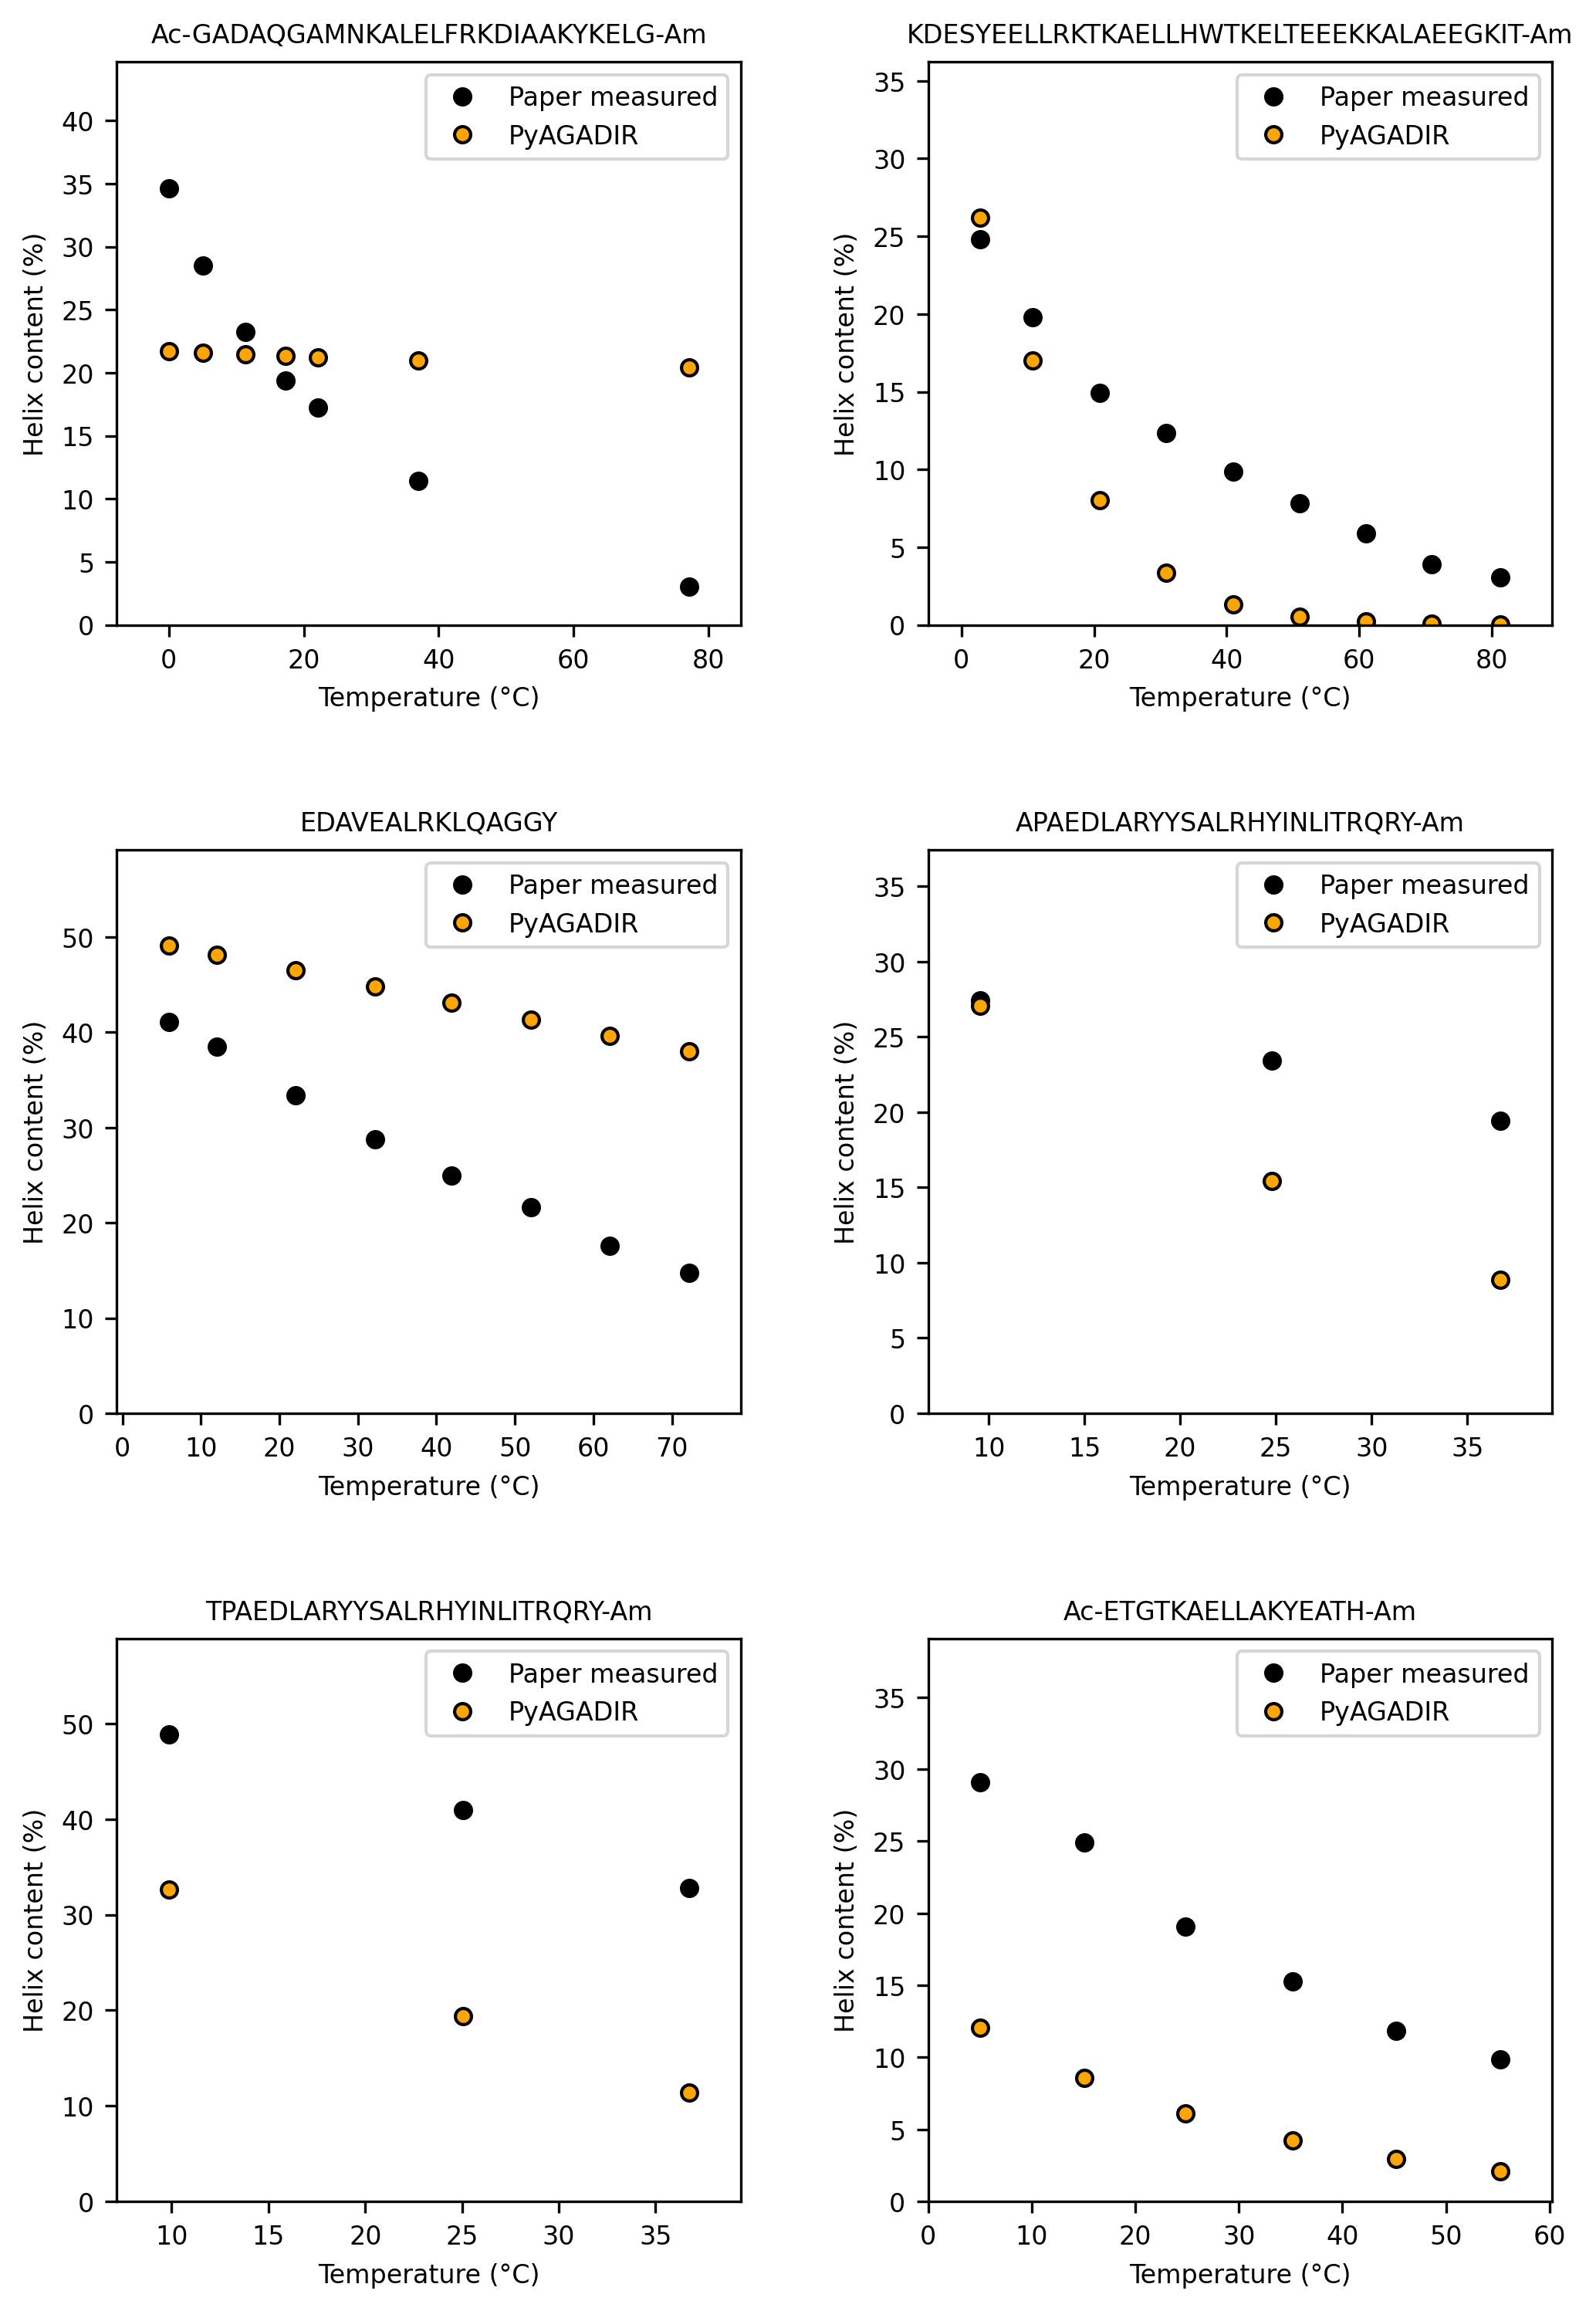 Ac-GADAQGAMNKALELFRKDIAAKYKELG-Am
Paper measured
PyAGADIR
Helix content (%)
40
35
30
25
20
15
10
5
0
0 20 40 60 80
Temperature (°C)
KDESYEELLRKTKAELLHWTKELTEEEKKALAEEGKIT-Am
Paper measured
PyAGADIR
Helix content (%)
35
30
25
20
15
10
5
0
0 20 40 60 80
Temperature (°C)
EDAVEALRKLQAGGY
Paper measured
PyAGADIR
Helix content (%)
50
40
30
20
10
0
0 10 20 30 40 50 60 70
Temperature (°C)
APAEDLARYYSALRHYINLITRQRY-Am
Paper measured
PyAGADIR
Helix content (%)
35
30
25
20
15
10
5
0
10 15 20 25 30 35
Temperature (°C)
TPAEDLARYYSALRHYINLITRQRY-Am
Paper measured
PyAGADIR
Helix content (%)
50
40
30
20
10
0
10 15 20 25 30 35
Temperature (°C)
Ac-ETGTKAELLAKYEATH-Am
Paper measured
PyAGADIR
Helix content (%)
35
30
25
20
15
10
5
0
0 10 20 30 40 50 60
Temperature (°C)